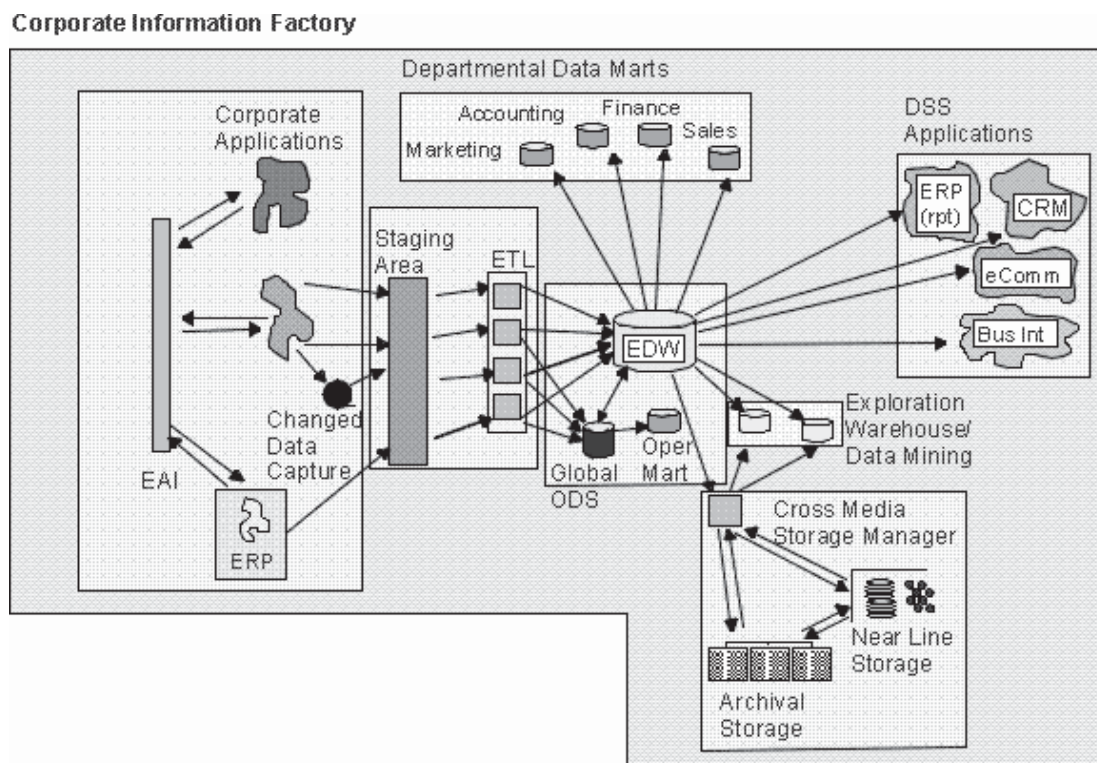 Corporate Information Factory
Departmental Data Marts
Corporate
Applications
Accounting
Finance
Marketing
Sales
DSS
Applications
ERP
(rpt)
CRM
eComm
Bus Int
Staging
Area
ETL
EDW
Changed
Data
Capture
EAI
ERP
Global
ODS
Oper
Mart
Exploration
Warehouse/
Data Mining
Cross Media
Storage Manager
Near Line
Storage
Archival
Storage